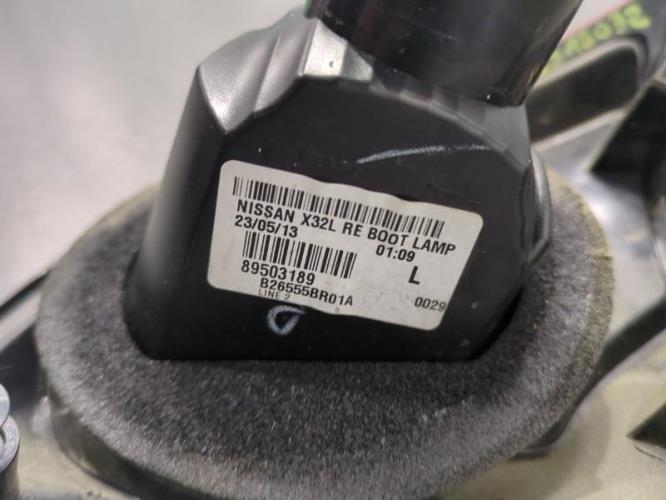 NISSAN X32L RE BOOT LAMP
23/05/13 01:09
89503189 L
B26555BR01A 0029
LINE 2